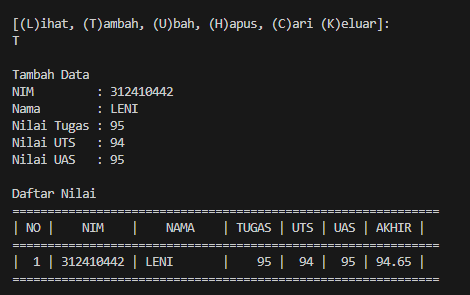 [(L)ihat, (T)ambah, (U)bah, (H)apus, (C)ari (K)eluar]:
T
Tambah Data
NIM : 312410442
Nama : LENI
Nilai Tugas : 95
Nilai UTS : 94
Nilai UAS : 95
Daftar Nilai
=============================================================
| NO | NIM | NAMA | TUGAS | UTS | UAS | AKHIR |
=============================================================
| 1 | 312410442 | LENI | 95 | 94 | 95 | 94.65 |
=============================================================